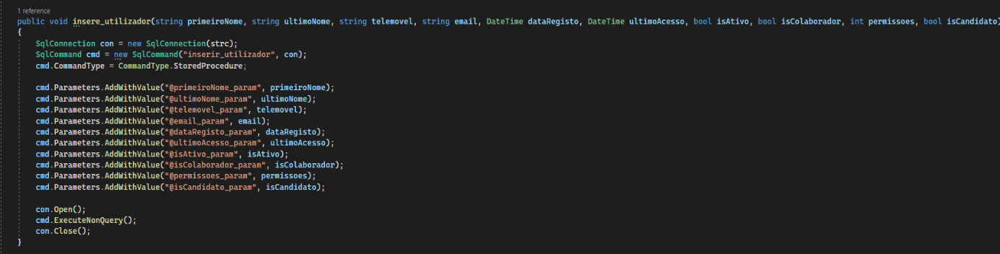 1 reference
public void insere_utilizador(string primeiroNome, string ultimoNome, string telemovel, string email, DateTime dataRegisto, DateTime ultimoAcesso, bool isAtivo, bool isColaborador, int permissoes, bool isCandidato)
{
SqlConnection con = new SqlConnection(strc);
SqlCommand cmd = new SqlCommand("inserir_utilizador", con);
cmd.CommandType = CommandType.StoredProcedure;
cmd.Parameters.AddWithValue("@primeiroNome_param", primeiroNome);
cmd.Parameters.AddWithValue("@ultimoNome_param", ultimoNome);
cmd.Parameters.AddWithValue("@telemovel_param", telemovel);
cmd.Parameters.AddWithValue("@email_param", email);
cmd.Parameters.AddWithValue("@dataRegisto_param", dataRegisto);
cmd.Parameters.AddWithValue("@ultimoAcesso_param", ultimoAcesso);
cmd.Parameters.AddWithValue("@isAtivo_param", isAtivo);
cmd.Parameters.AddWithValue("@isColaborador_param", isColaborador);
cmd.Parameters.AddWithValue("@permissoes_param", permissoes);
cmd.Parameters.AddWithValue("@isCandidato_param", isCandidato);
con.Open();
cmd.ExecuteNonQuery();
con.Close();
}